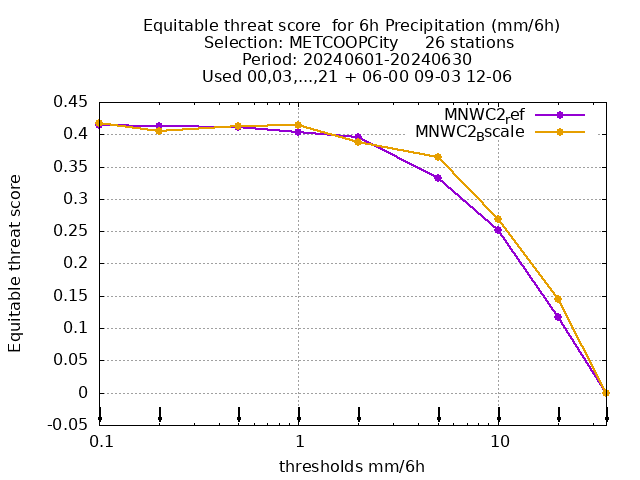 Equitable threat score  for 6h Precipitation (mm/6h)
Selection: METCOOPCity     26 stations
Period: 20240601-20240630
Used 00,03,...,21 + 06-00 09-03 12-06
MNWC2ref
MNWC2Bscale
0.45
0.4
0.35
0.3
0.25
0.2
0.15
0.1
0.05
0
-0.05
Equitable threat score
0.1 1 10
thresholds mm/6h